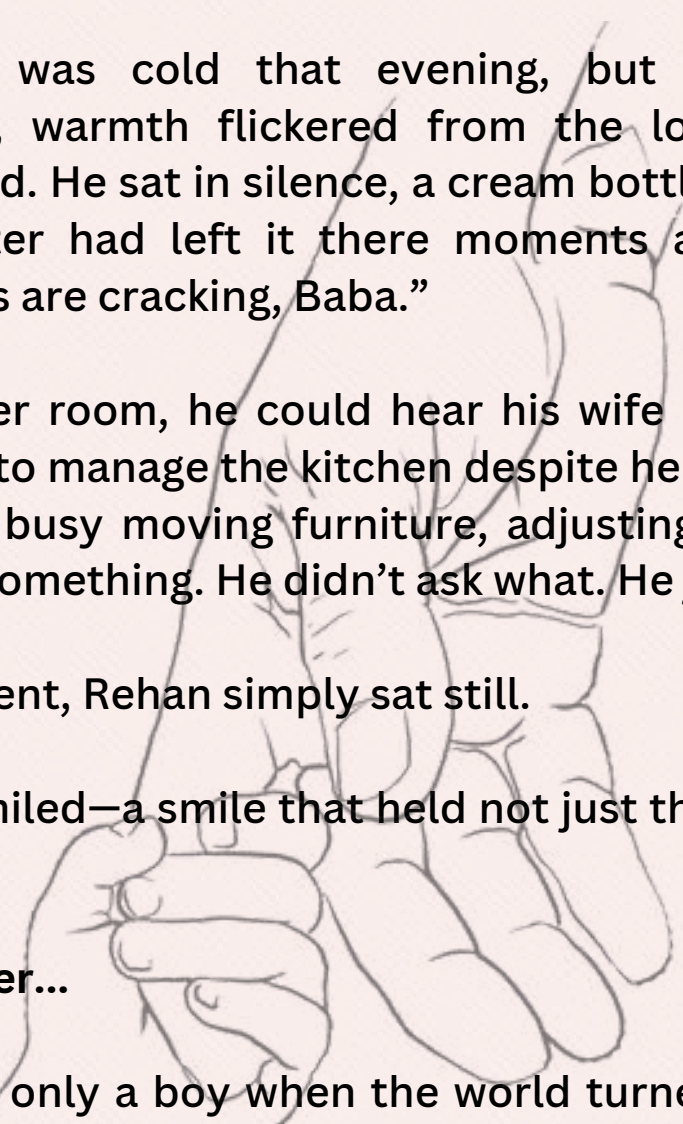 was cold that evening, but
, warmth flickered from the lo
d. He sat in silence, a cream bottl
ter had left it there moments a
s are cracking, Baba.”
er room, he could hear his wife
to manage the kitchen despite he
busy moving furniture, adjusting
omething. He didn’t ask what. He
ent, Rehan simply sat still.
miled—a smile that held not just th
er...
only a boy when the world turne